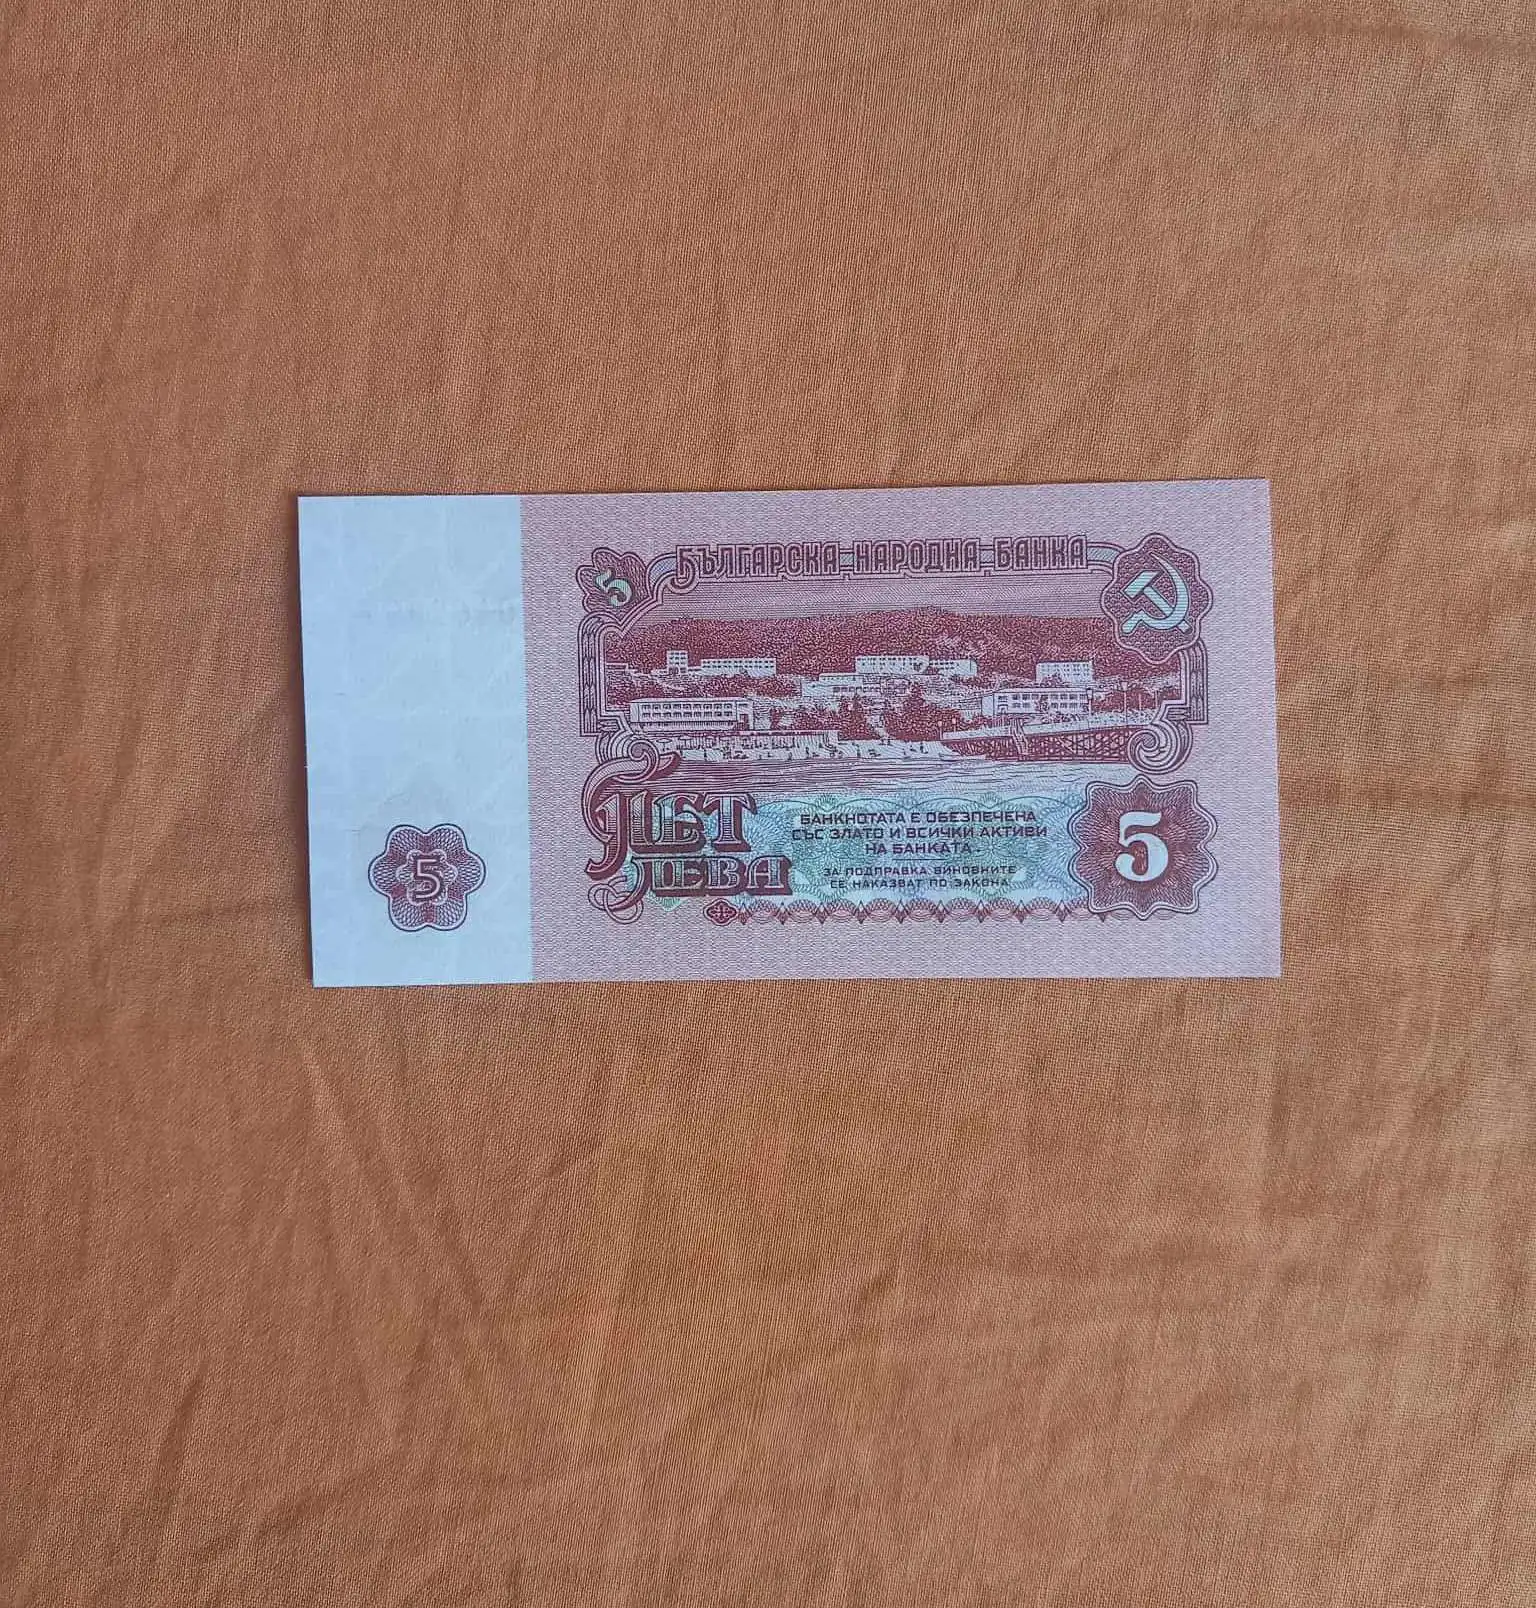 5
БЪЛГАРСКА НАРОДНА БАНКА
ПЕТ
ЛЕВА
БАНКНОТАТА Е ОБЕЗПЕЧЕНА
СЪС ЗЛАТО И ВСИЧКИ АКТИВИ
НА БАНКАТА.
ЗА ПОДПРАВКА ВИНОВНИТЕ
СЕ НАКАЗВАТ ПО ЗАКОНА
5
5